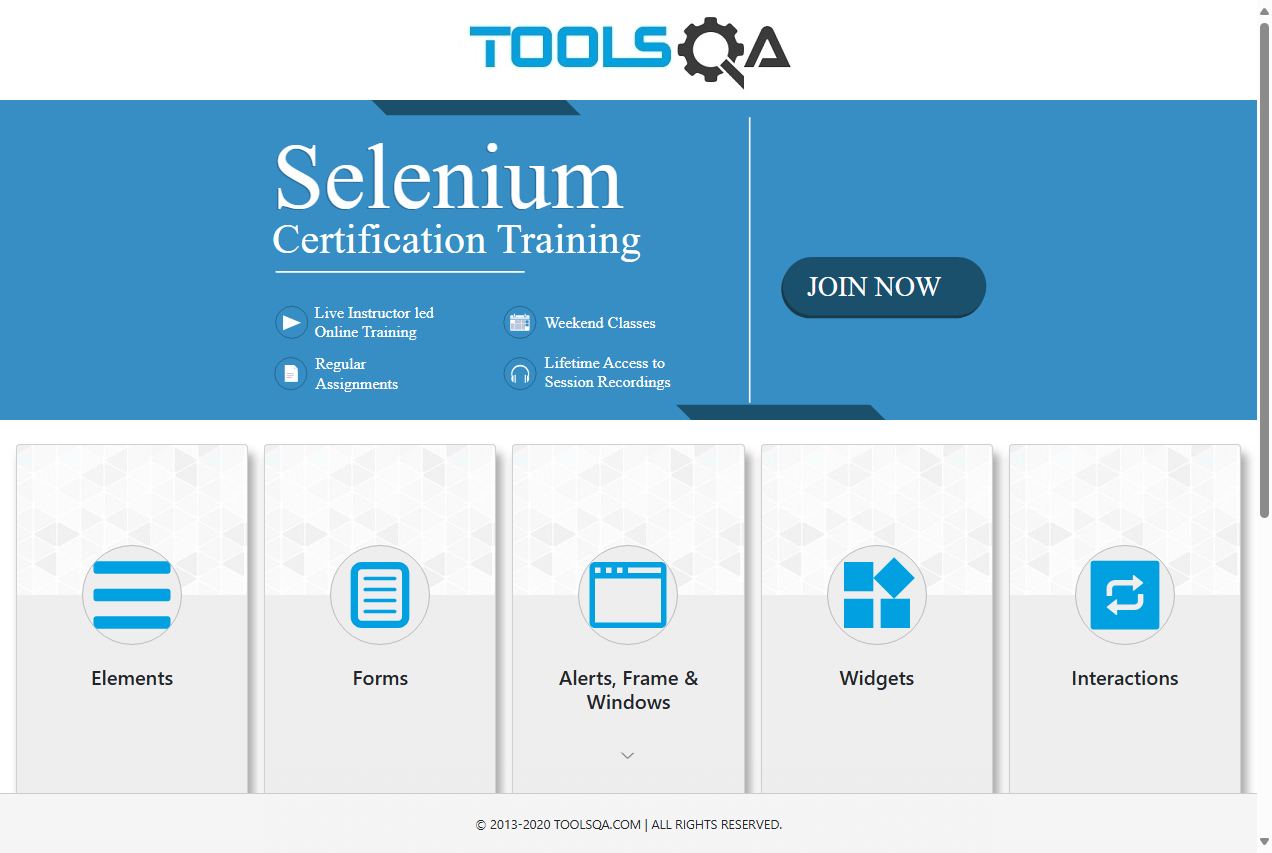 TOOLSQA
Selenium
Certification Training
Live Instructor led
Online Training
Weekend Classes
Regular
Assignments
Lifetime Access to
Session Recordings
JOIN NOW
Elements
Forms
Alerts, Frame &
Windows
Widgets
Interactions
© 2013-2020 TOOLSQA.COM | ALL RIGHTS RESERVED.